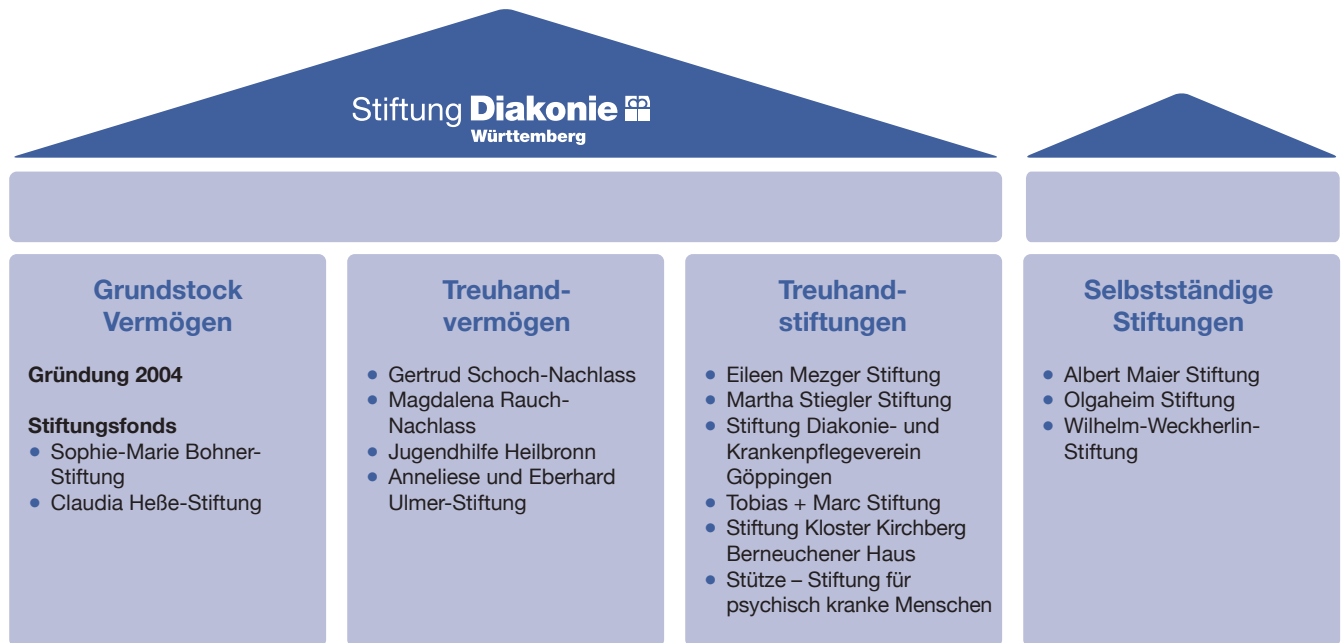 Stiftung Diakonie
Württemberg
Grundstock
Vermögen
Gründung 2004
Stiftungsfonds
• Sophie-Marie Bohner-
Stiftung
• Claudia Heße-Stiftung
Treuhand-
vermögen
• Gertrud Schoch-Nachlass
• Magdalena Rauch-
Nachlass
• Jugendhilfe Heilbronn
• Anneliese und Eberhard
Ulmer-Stiftung
Treuhand-
stiftungen
• Eileen Mezger Stiftung
• Martha Stiegler Stiftung
• Stiftung Diakonie- und
Krankenpflegeverein
Göppingen
• Tobias + Marc Stiftung
• Stiftung Kloster Kirchberg
Berneuchener Haus
• Stütze – Stiftung für
psychisch kranke Menschen
Selbstständige
Stiftungen
• Albert Maier Stiftung
• Olgaheim Stiftung
• Wilhelm-Weckherlin-
Stiftung